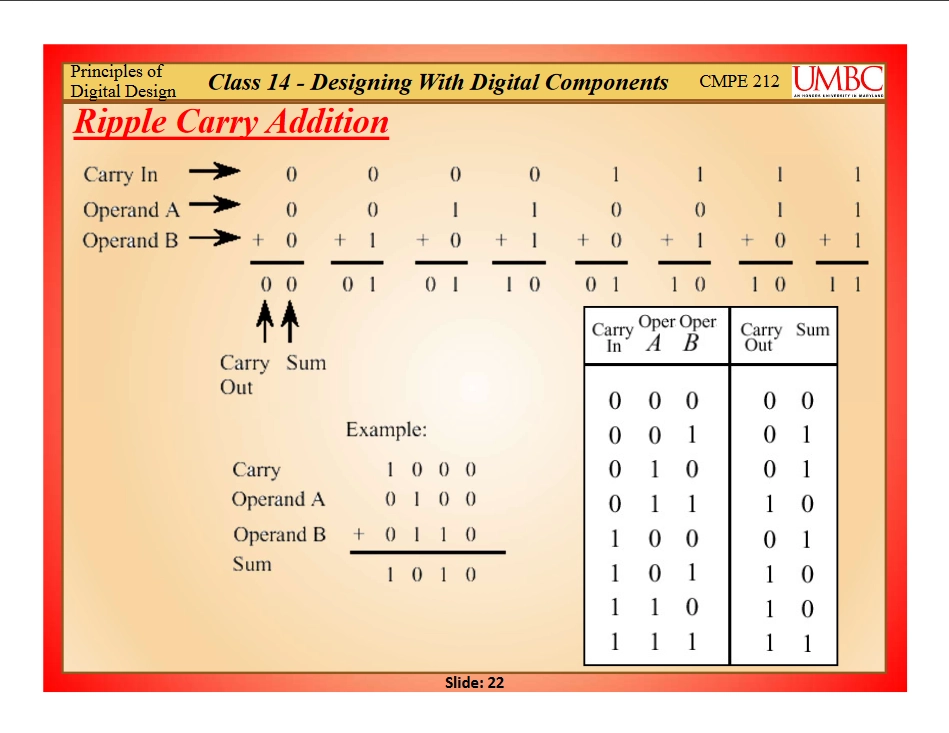 Principles of
Digital Design
Class 14 - Designing With Digital Components
CMPE 212
UMBC
AN HONORS UNIVERSITY IN MARYLAND
Ripple Carry Addition
Carry In 0 0 0 0 1 1 1 1
Operand A 0 0 1 1 0 0 1 1
Operand B + 0 + 1 + 0 + 1 + 0 + 1 + 0 + 1
0 0 0 1 0 1 1 0 0 1 1 0 1 0 1 1
Carry Sum
Out
Example:
Carry 1 0 0 0
Operand A 0 1 0 0
Operand B + 0 1 1 0
Sum 1 0 1 0
Carry Oper Oper Carry Sum
In A B Out
0 0 0 0 0
0 0 1 0 1
0 1 0 0 1
0 1 1 1 0
1 0 0 0 1
1 0 1 1 0
1 1 0 1 0
1 1 1 1 1
Slide: 22